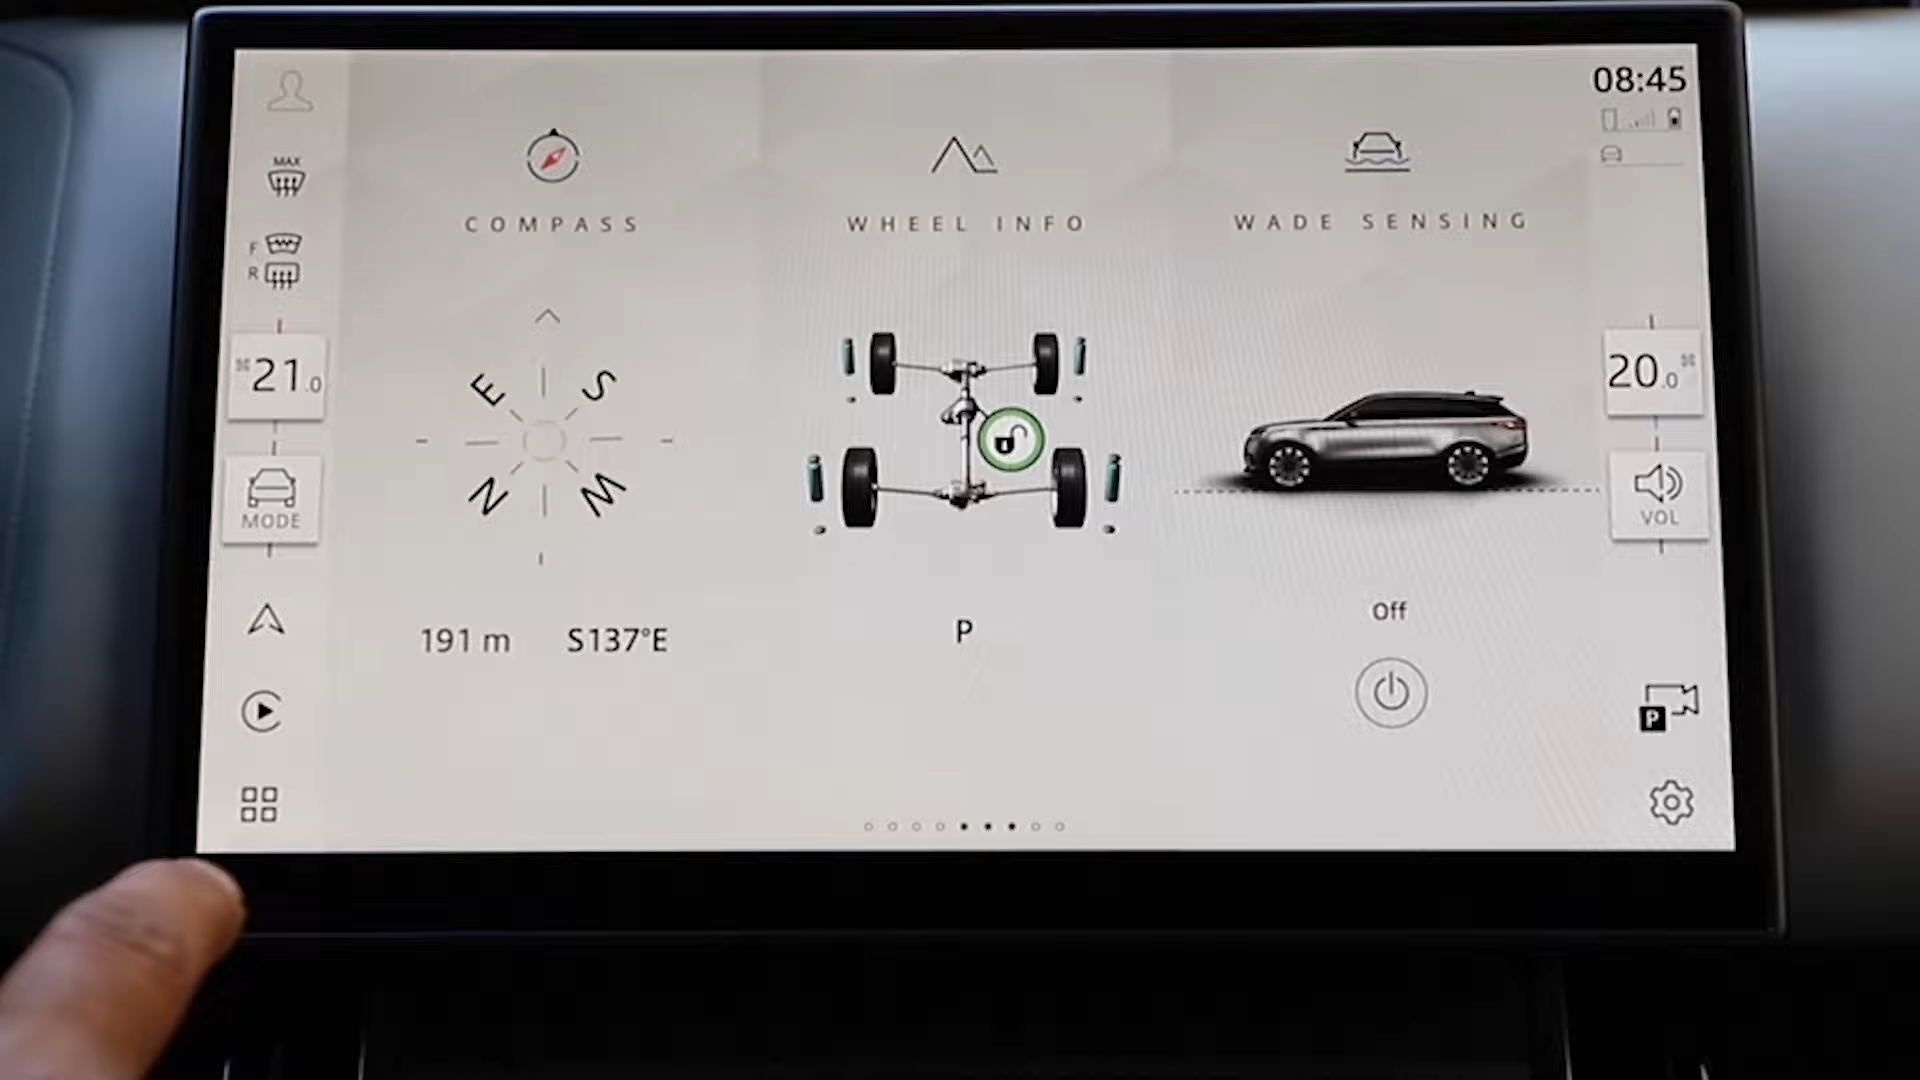 08:45
MAX
F
R
21.0
MODE
COMPASS
E
S
N
W
191 m
S137°E
WHEEL INFO
P
WADE SENSING
Off
20.0
VOL
P